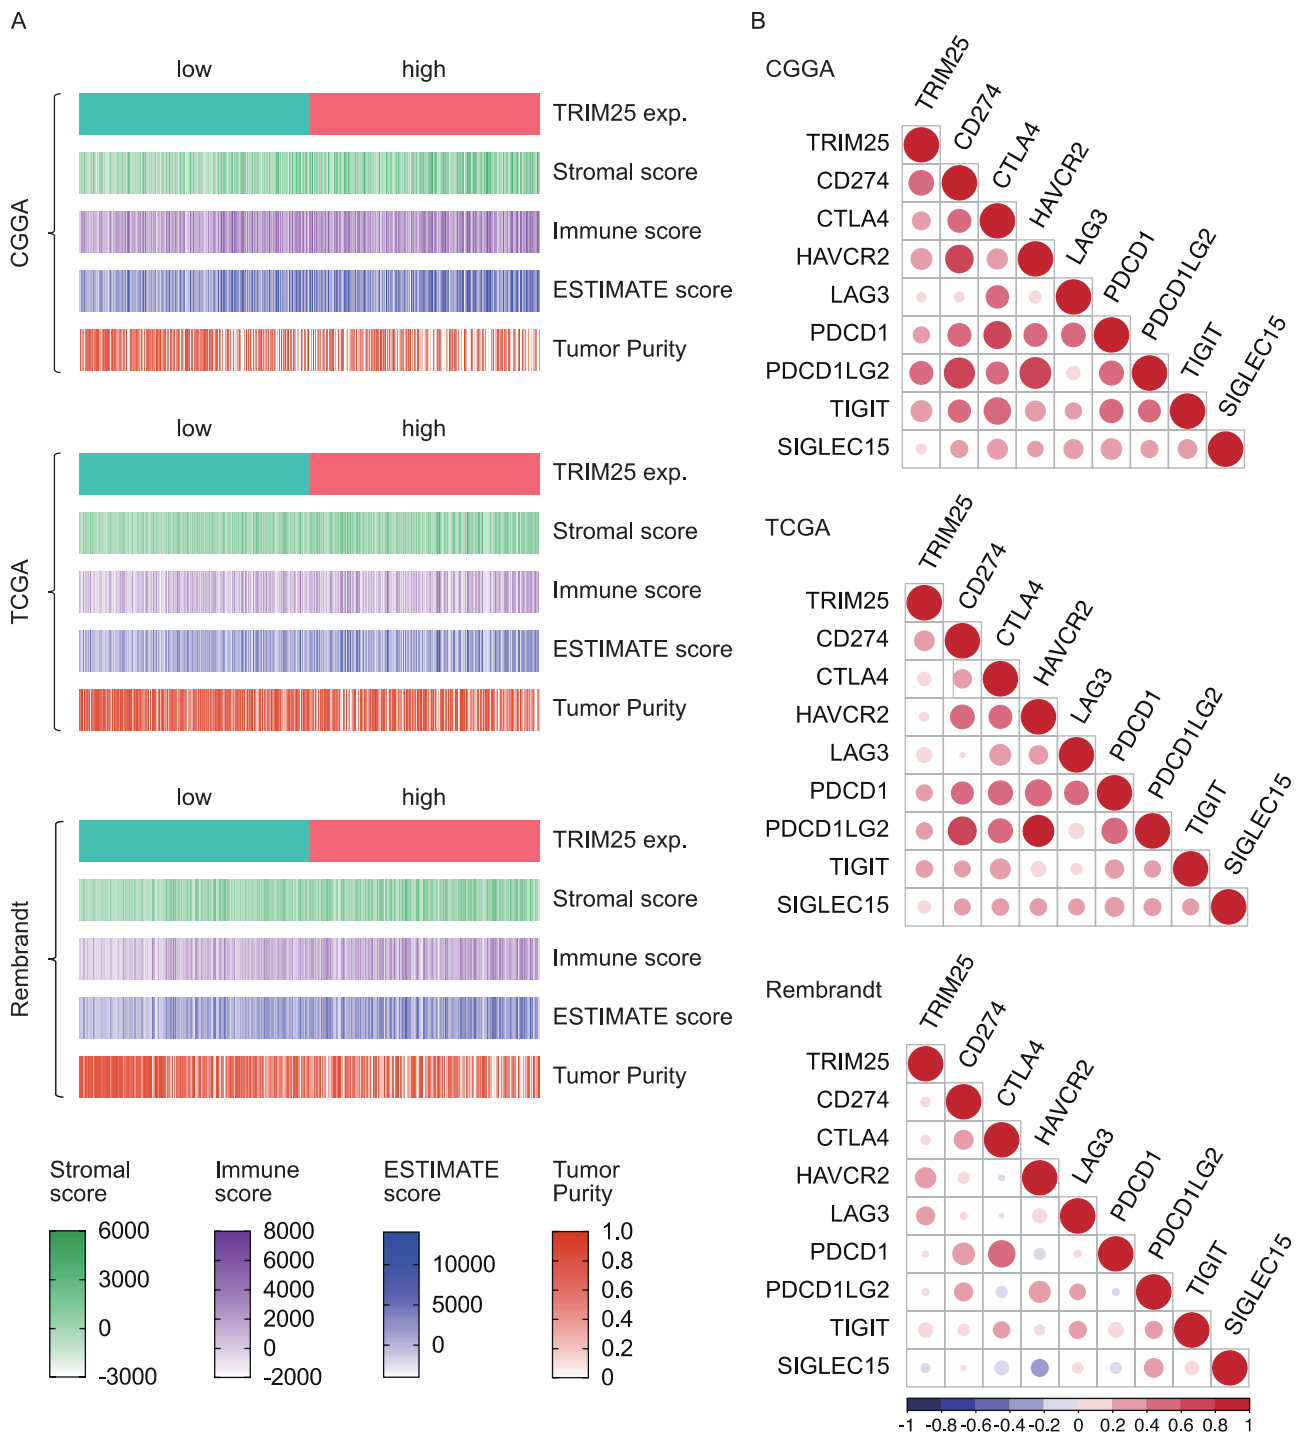 A
low high
TRIM25 exp.
Stromal score
Immune score
ESTIMATE score
Tumor Purity
CGGA
low high
TRIM25 exp.
Stromal score
Immune score
ESTIMATE score
Tumor Purity
TCGA
low high
TRIM25 exp.
Stromal score
Immune score
ESTIMATE score
Tumor Purity
Rembrandt
Stromal
score
6000
3000
0
-3000
Immune
score
8000
6000
4000
2000
0
-2000
ESTIMATE
score
10000
5000
0
Tumor
Purity
1.0
0.8
0.6
0.4
0.2
0
B
CGGA
TRIM25
CD274
CTLA4
HAVCR2
LAG3
PDCD1
PDCD1LG2
TIGIT
SIGLEC15
TRIM25
CD274
CTLA4
HAVCR2
LAG3
PDCD1
PDCD1LG2
TIGIT
SIGLEC15
TCGA
TRIM25
CD274
CTLA4
HAVCR2
LAG3
PDCD1
PDCD1LG2
TIGIT
SIGLEC15
TRIM25
CD274
CTLA4
HAVCR2
LAG3
PDCD1
PDCD1LG2
TIGIT
SIGLEC15
Rembrandt
TRIM25
CD274
CTLA4
HAVCR2
LAG3
PDCD1
PDCD1LG2
TIGIT
SIGLEC15
TRIM25
CD274
CTLA4
HAVCR2
LAG3
PDCD1
PDCD1LG2
TIGIT
SIGLEC15
-1 -0.8 -0.6 -0.4 -0.2 0 0.2 0.4 0.6 0.8 1